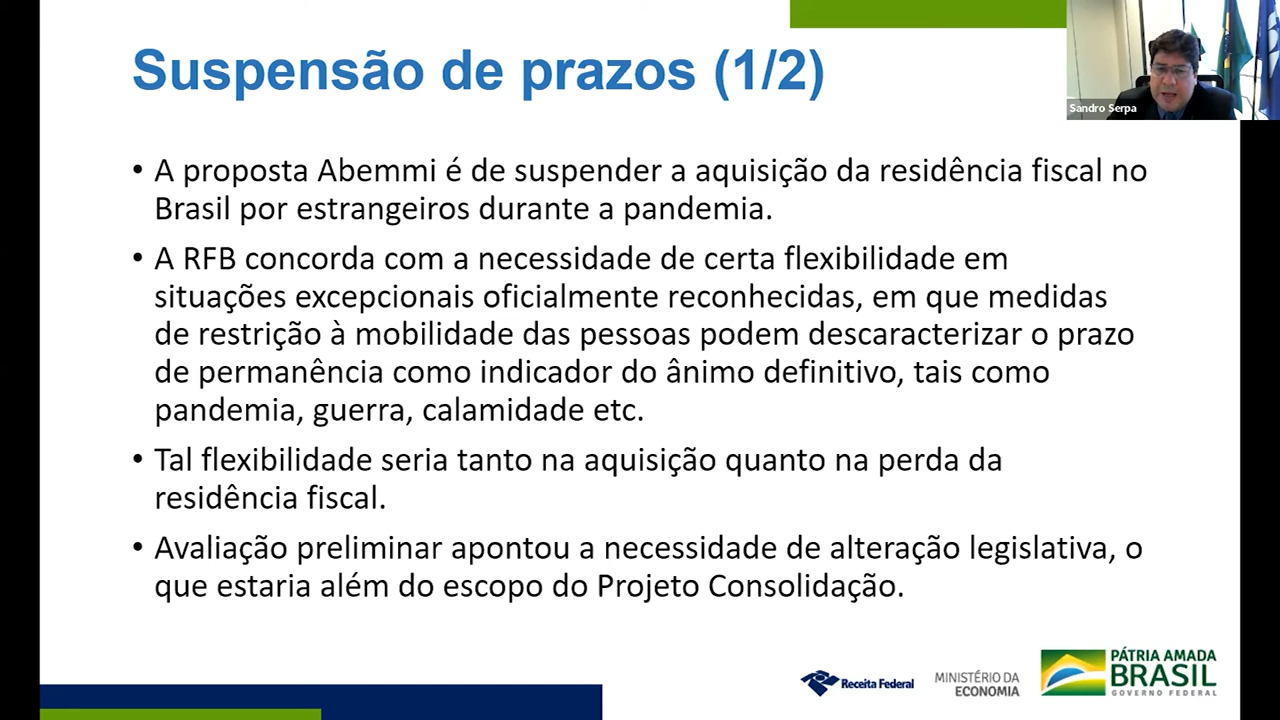 Suspensão de prazos (1/2)
Sandro Serpa
• A proposta Abemmi é de suspender a aquisição da residência fiscal no
Brasil por estrangeiros durante a pandemia.
• A RFB concorda com a necessidade de certa flexibilidade em
situações excepcionais oficialmente reconhecidas, em que medidas
de restrição à mobilidade das pessoas podem descaracterizar o prazo
de permanência como indicador do ânimo definitivo, tais como
pandemia, guerra, calamidade etc.
• Tal flexibilidade seria tanto na aquisição quanto na perda da
residência fiscal.
• Avaliação preliminar apontou a necessidade de alteração legislativa, o
que estaria além do escopo do Projeto Consolidação.
Receita Federal
MINISTÉRIO DA
ECONOMIA
PÁTRIA AMADA
BRASIL
GOVERNO FEDERAL